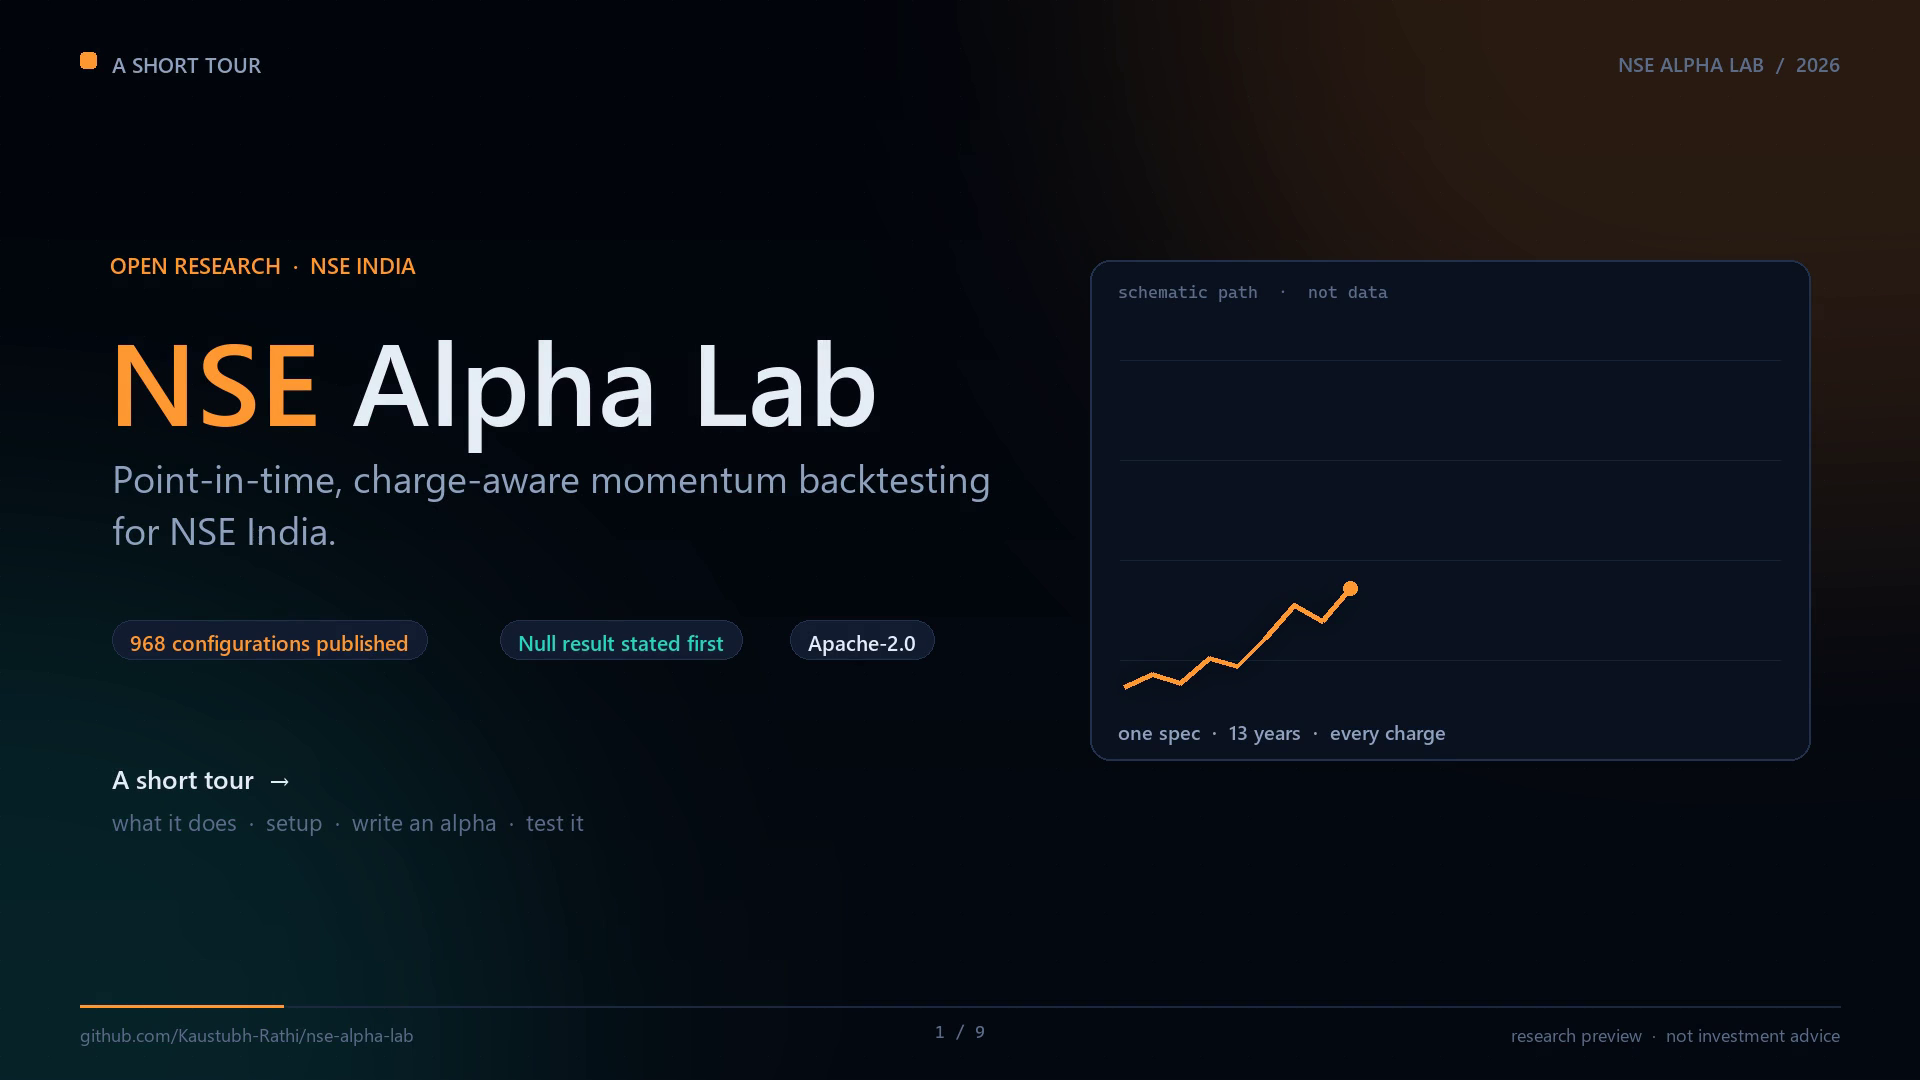 A SHORT TOUR
NSE ALPHA LAB / 2026
OPEN RESEARCH · NSE INDIA
NSE Alpha Lab
Point-in-time, charge-aware momentum backtesting
for NSE India.
968 configurations published
Null result stated first
Apache-2.0
A short tour →
what it does · setup · write an alpha · test it
schematic path · not data
one spec · 13 years · every charge
github.com/Kaustubh-Rathi/nse-alpha-lab
1 / 9
research preview · not investment advice